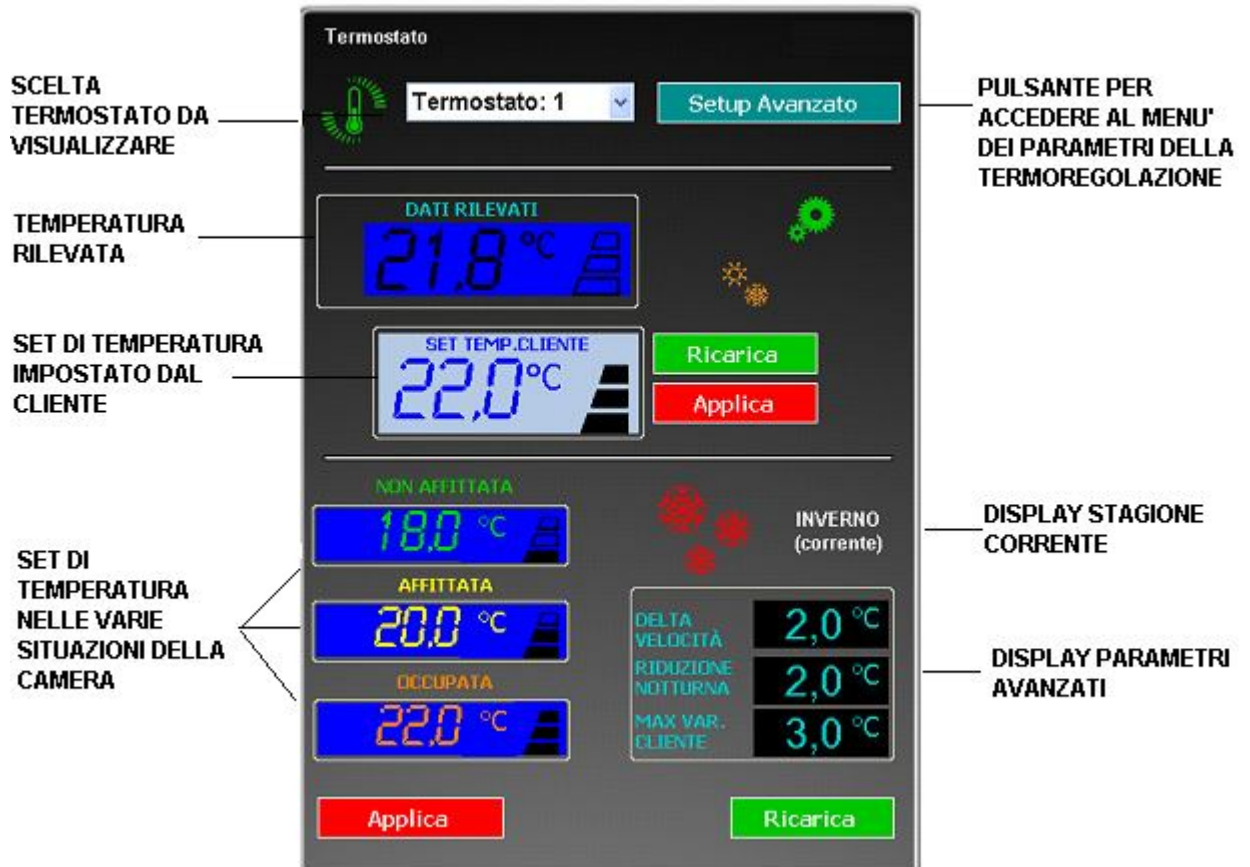 Termostato
SCELTA
TERMOSTATO DA
VISUALIZZARE
Termostato: 1
Setup Avanzato
PULSANTE PER
ACCEDERE AL MENU'
DEI PARAMETRI DELLA
TERMOREGOLAZIONE
TEMPERATURA
RILEVATA
DATI RILEVATI
21,8 °C
SET DI TEMPERATURA
IMPOSTATO DAL
CLIENTE
SET TEMP.CLIENTE
22,0°C
Ricarica
Applica
NON AFFITTATA
18,0 °C
INVERNO
(corrente)
DISPLAY STAGIONE
CORRENTE
SET DI
TEMPERATURA
NELLE VARIE
SITUAZIONI DELLA
CAMERA
AFFITTATA
20,0 °C
OCCUPATA
22,0 °C
DELTA
VELOCITÀ
2,0 °C
RIDUZIONE
NOTTURNA
2,0 °C
MAX VAR.
CLIENTE
3,0 °C
DISPLAY PARAMETRI
AVANZATI
Applica
Ricarica